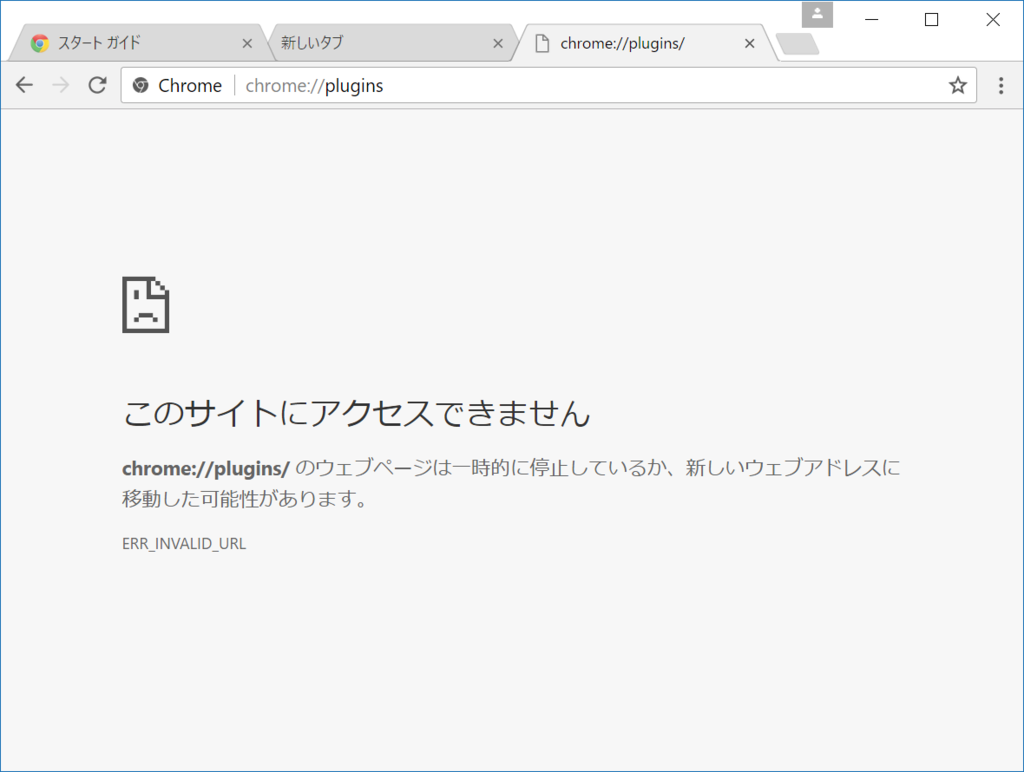 スタート ガイド
新しいタブ
chrome://plugins/
Chrome chrome://plugins
このサイトにアクセスできません
chrome://plugins/ のウェブページは一時的に停止しているか、新しいウェブアドレスに
移動した可能性があります。
ERR_INVALID_URL